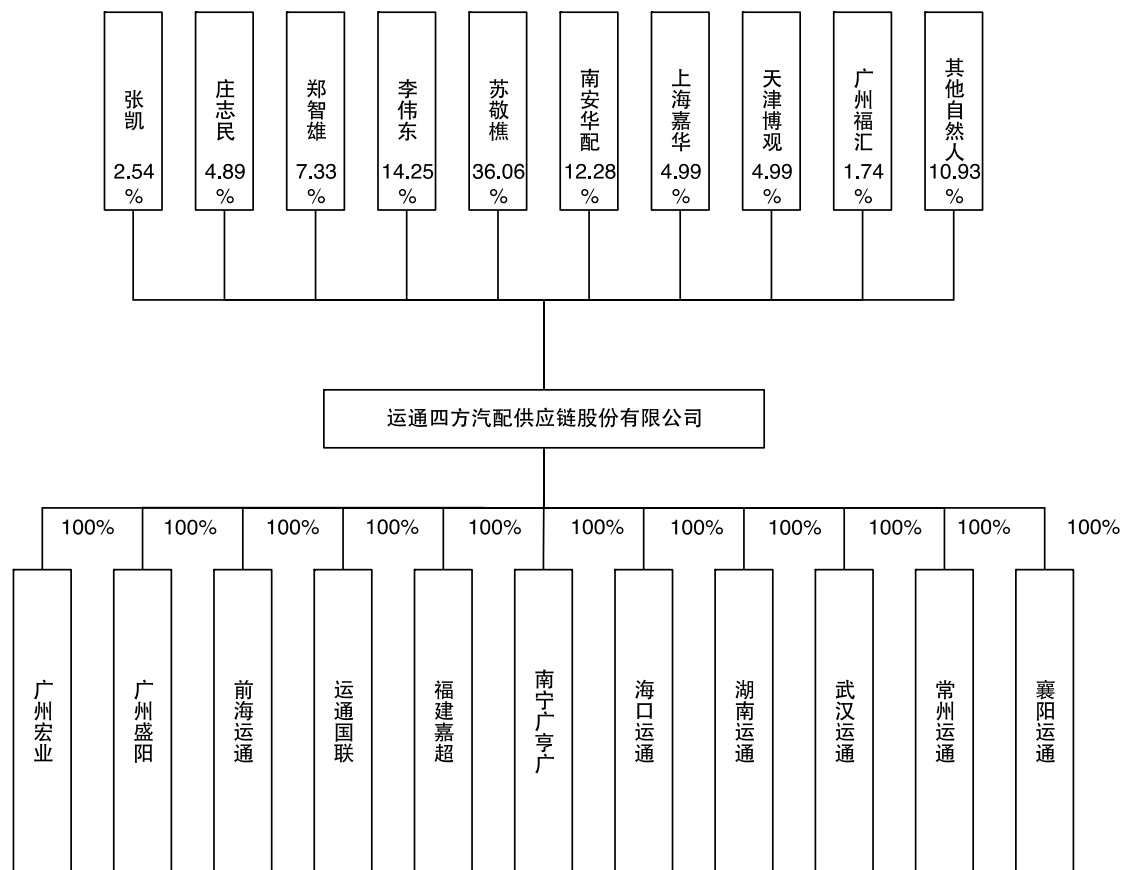 张凯
2.54
%
庄志民
4.89
%
郑智雄
7.33
%
李伟东
14.25
%
苏敬樵
36.06
%
南安华配
12.28
%
上海嘉华
4.99
%
天津博观
4.99
%
广州福汇
1.74
%
其他自然人
10.93
%
运通四方汽配供应链股份有限公司
100%
100%
100%
100%
100%
100%
100%
100%
100%
100%
100%
广州宏业
广州盛阳
前海运通
运通国联
福建嘉超
南宁广亨广
海口运通
湖南运通
武汉运通
常州运通
襄阳运通